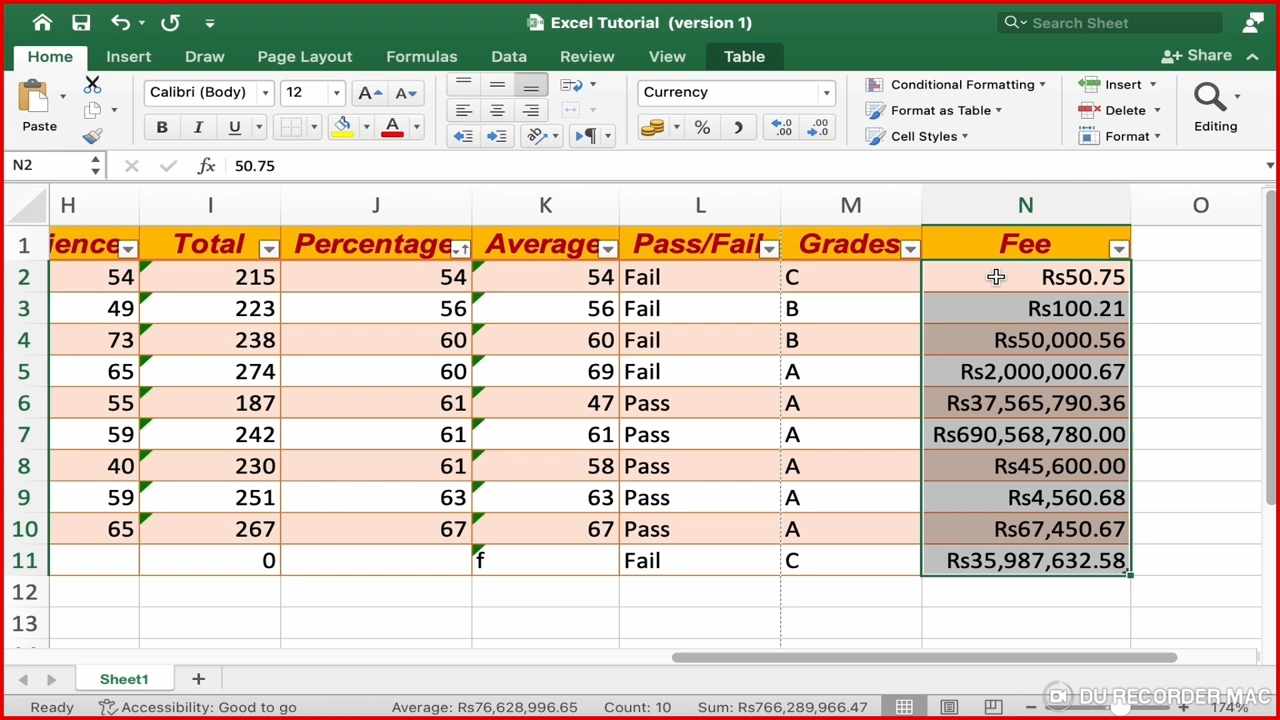 Excel Tutorial (version 1)
Search Sheet
Home Insert Draw Page Layout Formulas Data Review View Table
Share
Paste
Calibri (Body) 12 A A
B I U A
Currency
% .0 .00 .00 .0
Conditional Formatting
Format as Table
Cell Styles
Insert
Delete
Format
Editing
N2 fx 50.75
H I J K L M N O
1 ience Total Percentage Average Pass/Fail Grades Fee
2 54 215 54 54 Fail C Rs50.75
3 49 223 56 56 Fail B Rs100.21
4 73 238 60 60 Fail B Rs50,000.56
5 65 274 60 69 Fail A Rs2,000,000.67
6 55 187 61 47 Pass A Rs37,565,790.36
7 59 242 61 61 Pass A Rs690,568,780.00
8 40 230 61 58 Pass A Rs45,600.00
9 59 251 63 63 Pass A Rs4,560.68
10 65 267 67 67 Pass A Rs67,450.67
11 0 f Fail C Rs35,987,632.58
12
13
Sheet1
Ready Accessibility: Good to go Average: Rs76,628,996.65 Count: 10 Sum: Rs766,289,966.47 174%
DU RECORDER MAC